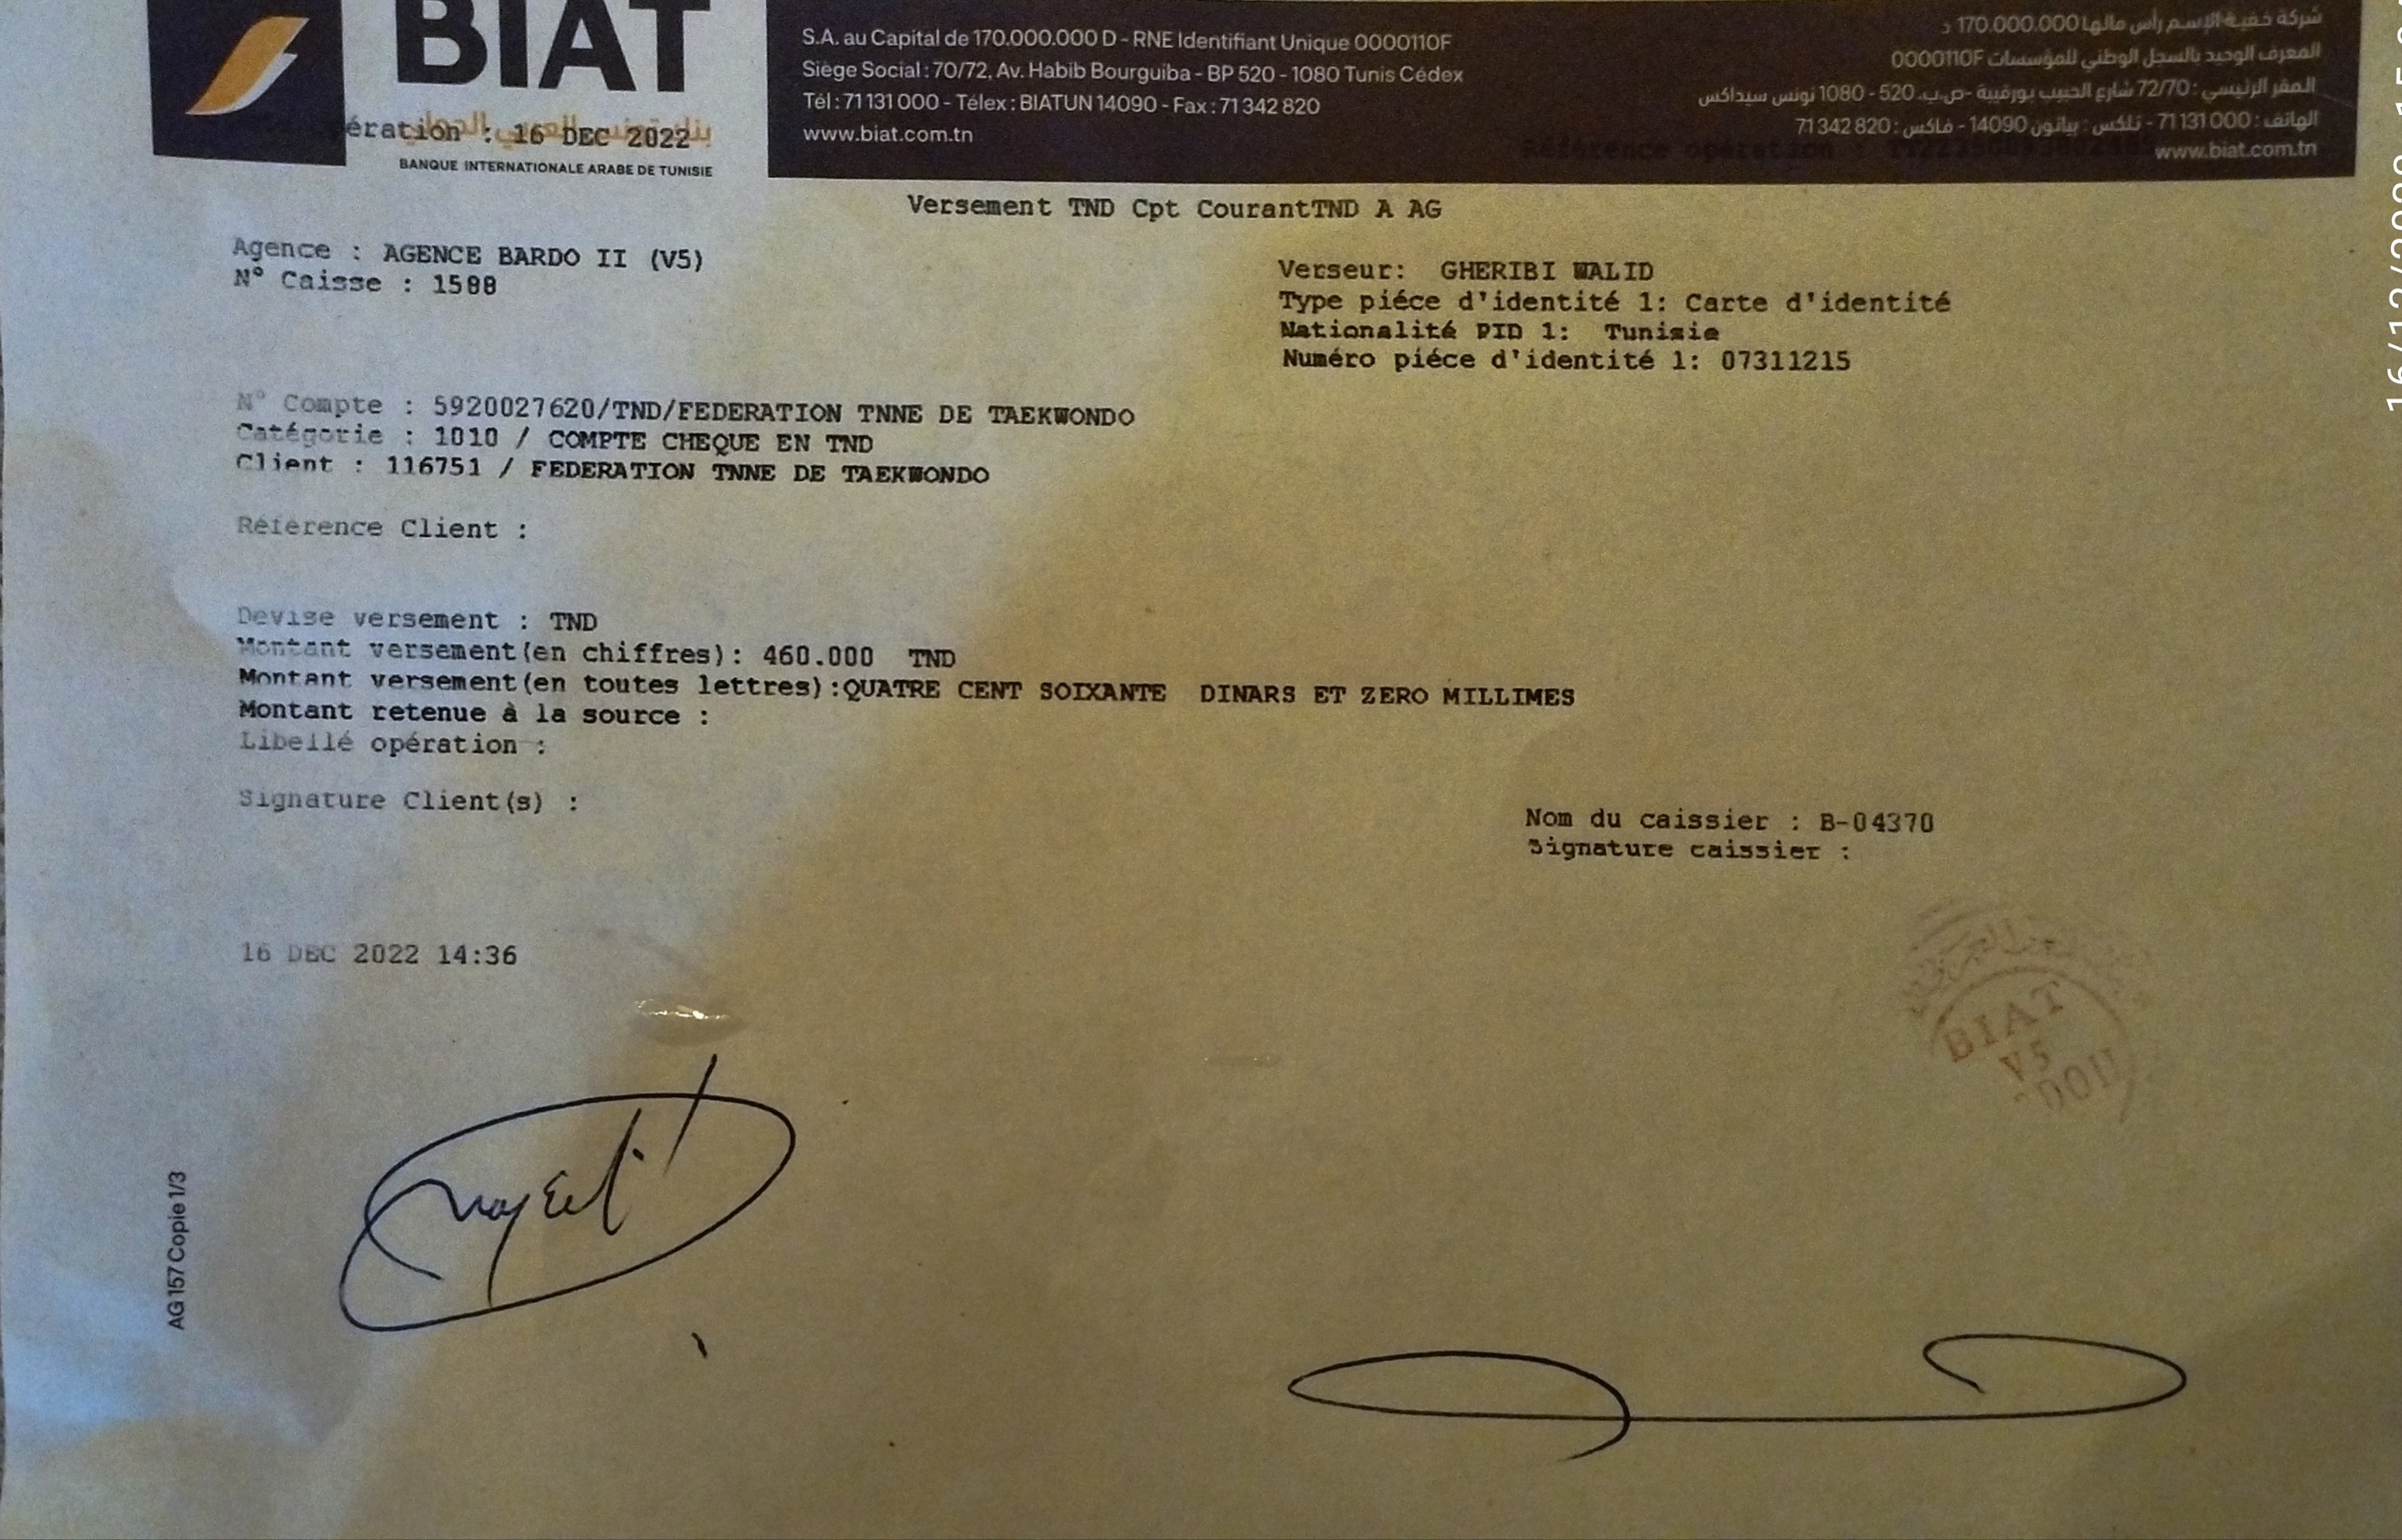 BIAT
بنك تونس العربي الدولي
ération : 16 DEC 2022
BANQUE INTERNATIONALE ARABE DE TUNISIE
S.A. au Capital de 170.000.000 D - RNE Identifiant Unique 0000110F
Siège Social : 70/72, Av. Habib Bourguiba - BP 520 - 1080 Tunis Cédex
Tél : 71 131 000 - Télex : BIATUN 14090 - Fax : 71 342 820
www.biat.com.tn
شركة خفية الإسم رأس مالها 170.000.000 د
المعرف الوحيد بالسجل الوطني للمؤسسات 0000110F
المقر الرئيسي : 72/70 شارع الحبيب بورقيبة -ص.ب. 520 - 1080 تونس سيداكس
الهاتف : 71 131 000 - تلكس : بياتون 14090 - فاكس : 71 342 820
www.biat.com.tn
Référence opération :
Versement TND Cpt CourantTND A AG
Agence : AGENCE BARDO II (V5)
N° Caisse : 1588
Verseur: GHERIBI WALID
Type piéce d'identité 1: Carte d'identité
Nationalité PID 1: Tunisie
Numéro piéce d'identité 1: 07311215
N° Compte : 5920027620/TND/FEDERATION TNNE DE TAEKWONDO
Catégorie : 1010 / COMPTE CHEQUE EN TND
Client : 116751 / FEDERATION TNNE DE TAEKWONDO
Référence Client :
Devise versement : TND
Montant versement(en chiffres): 460.000 TND
Montant versement(en toutes lettres):QUATRE CENT SOIXANTE DINARS ET ZERO MILLIMES
Montant retenue à la source :
Libellé opération :
Signature Client(s) :
Nom du caissier : B-04370
Signature caissier :
16 DEC 2022 14:36
BIAT
V5
AG 157 Copie 1/3